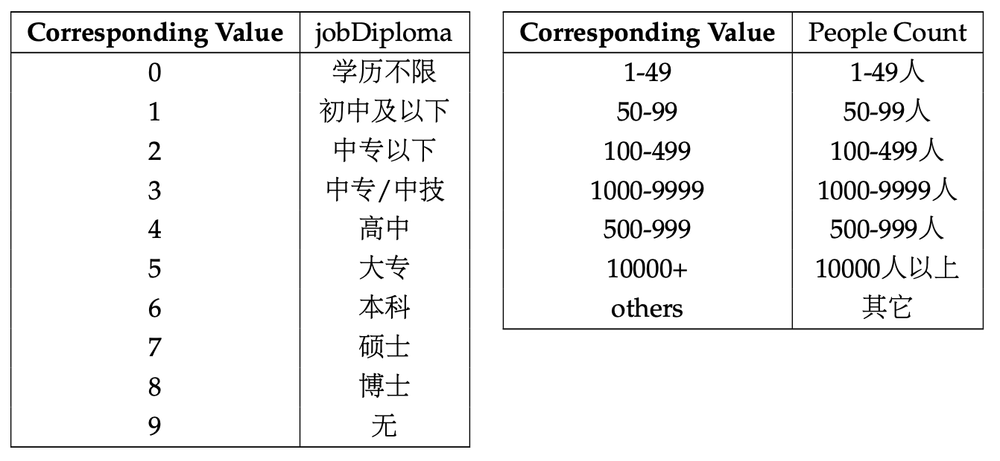 Corresponding Value jobDiploma
0 学历不限
1 初中及以下
2 中专以下
3 中专/中技
4 高中
5 大专
6 本科
7 硕士
8 博士
9 无
Corresponding Value People Count
1-49 1-49人
50-99 50-99人
100-499 100-499人
1000-9999 1000-9999人
500-999 500-999人
10000+ 10000人以上
others 其它